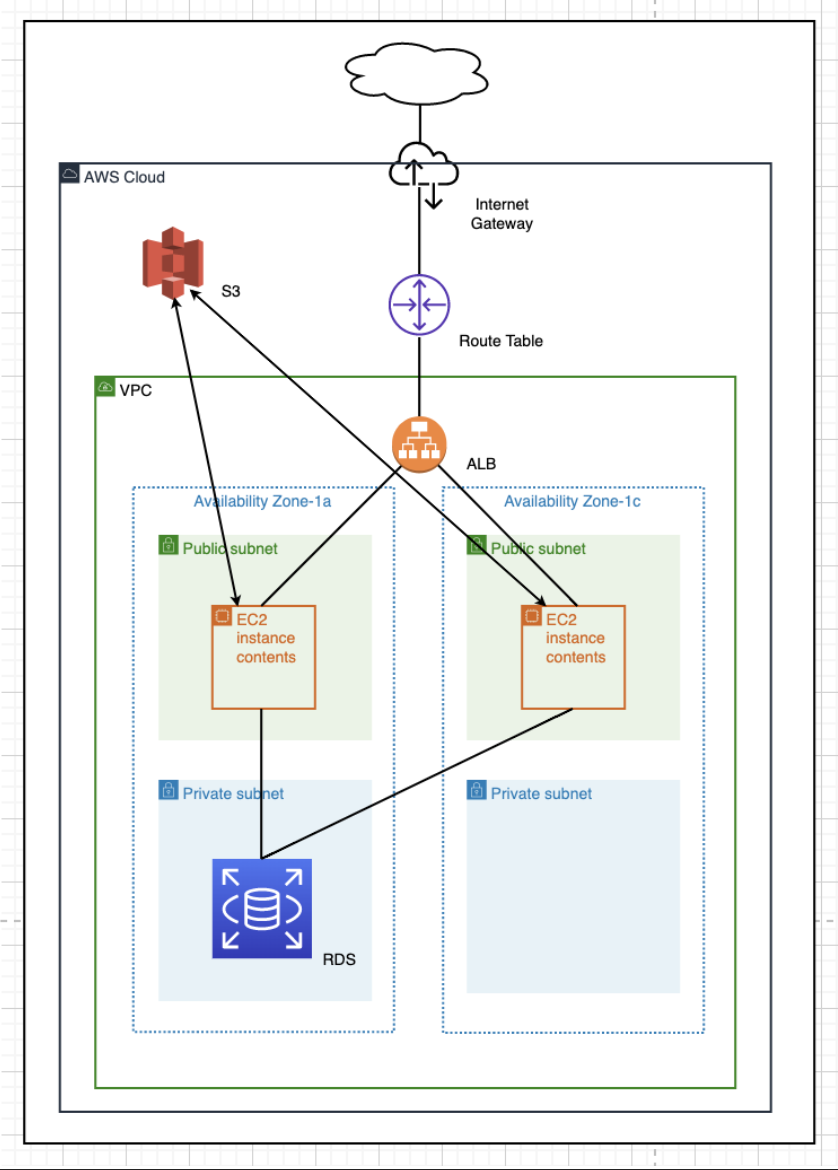 AWS Cloud
Internet
Gateway
S3
Route Table
VPC
ALB
Availability Zone-1a
Availability Zone-1c
Public subnet
Public subnet
EC2
instance
contents
EC2
instance
contents
Private subnet
Private subnet
RDS